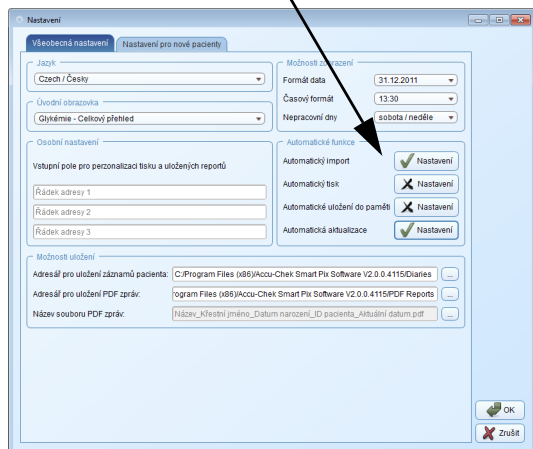 Nastavení
Všeobecná nastavení
Nastavení pro nové pacienty
Jazyk
Czech / Česky
Úvodní obrazovka
Glykémie - Celkový přehled
Osobní nastavení
Vstupní pole pro perzonalizaci tisku a uložených reportů
Řádek adresy 1
Řádek adresy 2
Řádek adresy 3
Možnosti zobrazení
Formát data 31.12.2011
Časový formát 13:30
Nepracovní dny sobota / neděle
Automatické funkce
Automatický import Nastavení
Automatický tisk Nastavení
Automatické uložení do paměti Nastavení
Automatická aktualizace Nastavení
Možnosti uložení
Adresář pro uložení záznamů pacienta: C:/Program Files (x86)/Accu-Chek Smart Pix Software V2.0.0.4115/Diaries ...
Adresář pro uložení PDF zpráv: rogram Files (x86)/Accu-Chek Smart Pix Software V2.0.0.4115/PDF Reports ...
Název souboru PDF zpráv: Název_Křestní jméno_Datum narození_ID pacienta_Aktuální datum.pdf ...
OK
Zrušit